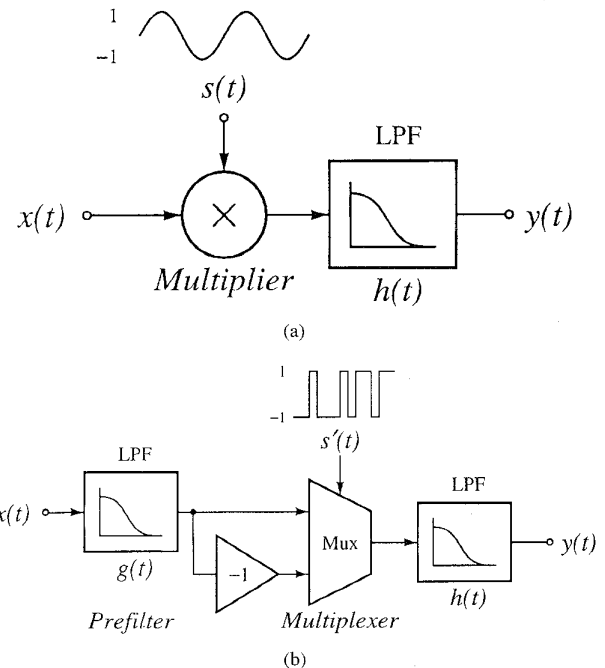 1
−1
s(t)
LPF
x(t)
×
y(t)
Multiplier
h(t)
(a)
1
−1
s′(t)
LPF
LPF
x(t)
Mux
y(t)
g(t)
−1
h(t)
Prefilter
Multiplexer
(b)